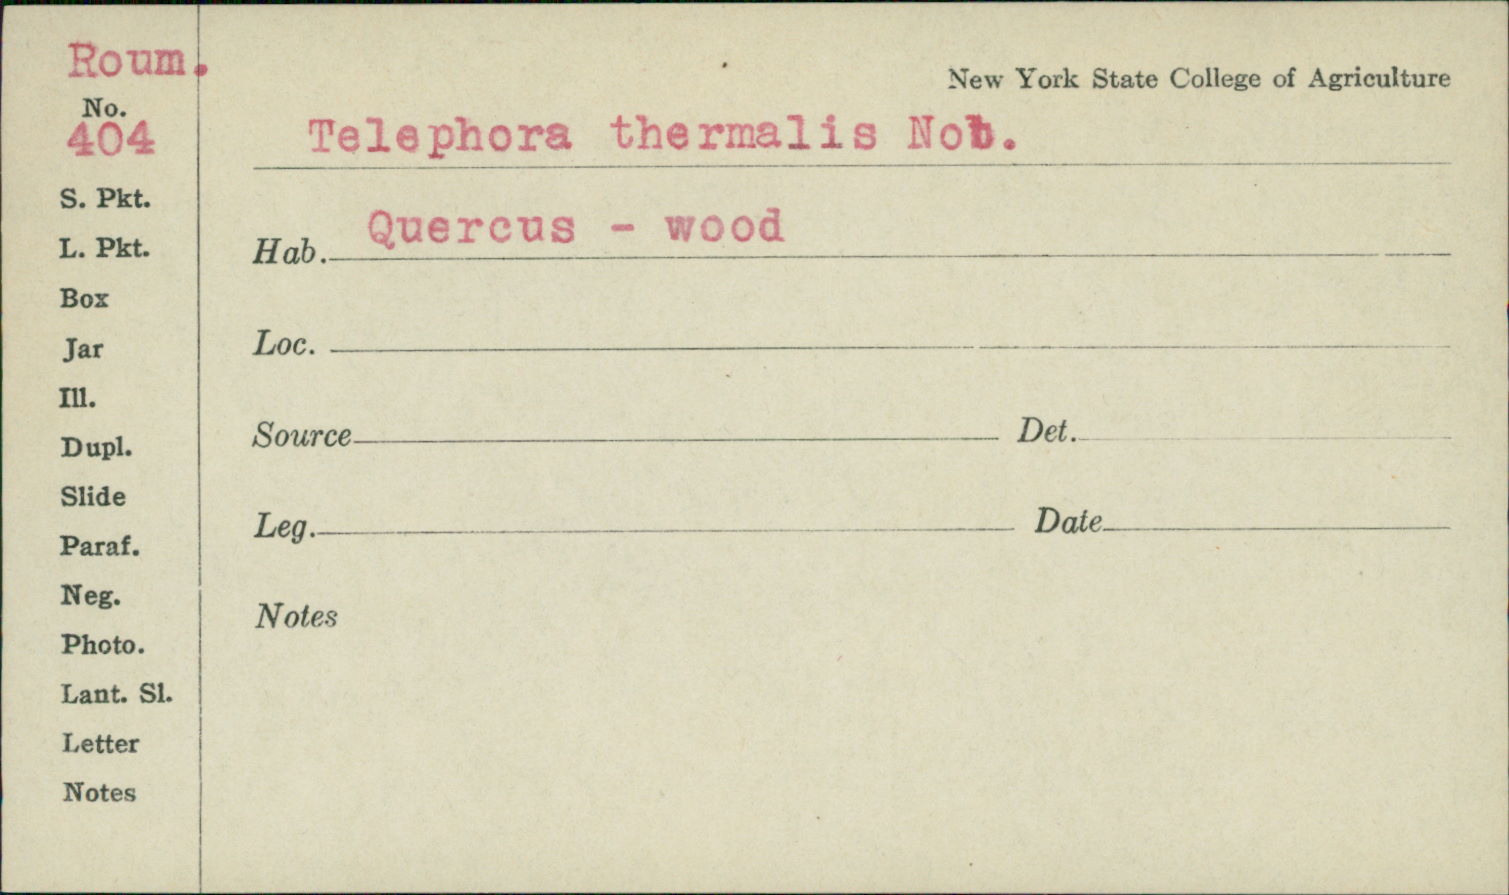 Roum.
New York State College of Agriculture
No.
404
Telephora thermalis Nob.
S. Pkt.
Hab. Quercus - wood
L. Pkt.
Box
Loc.
Jar
Ill.
Source Det.
Dupl.
Slide
Leg. Date
Paraf.
Neg.
Notes
Photo.
Lant. Sl.
Letter
Notes